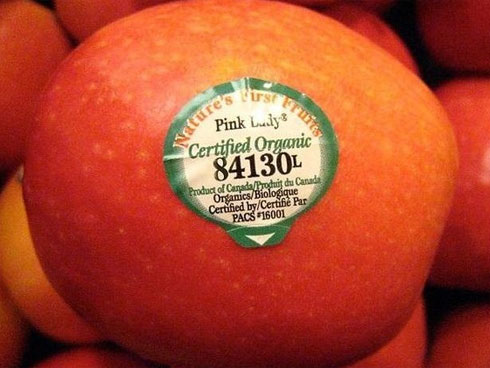 Nature's First Fruits
Pink Lady®
Certified Organic
84130L
Product of Canada/Produit du Canada
Organics/Biologique
Certified by/Certifié Par
PACS #16001